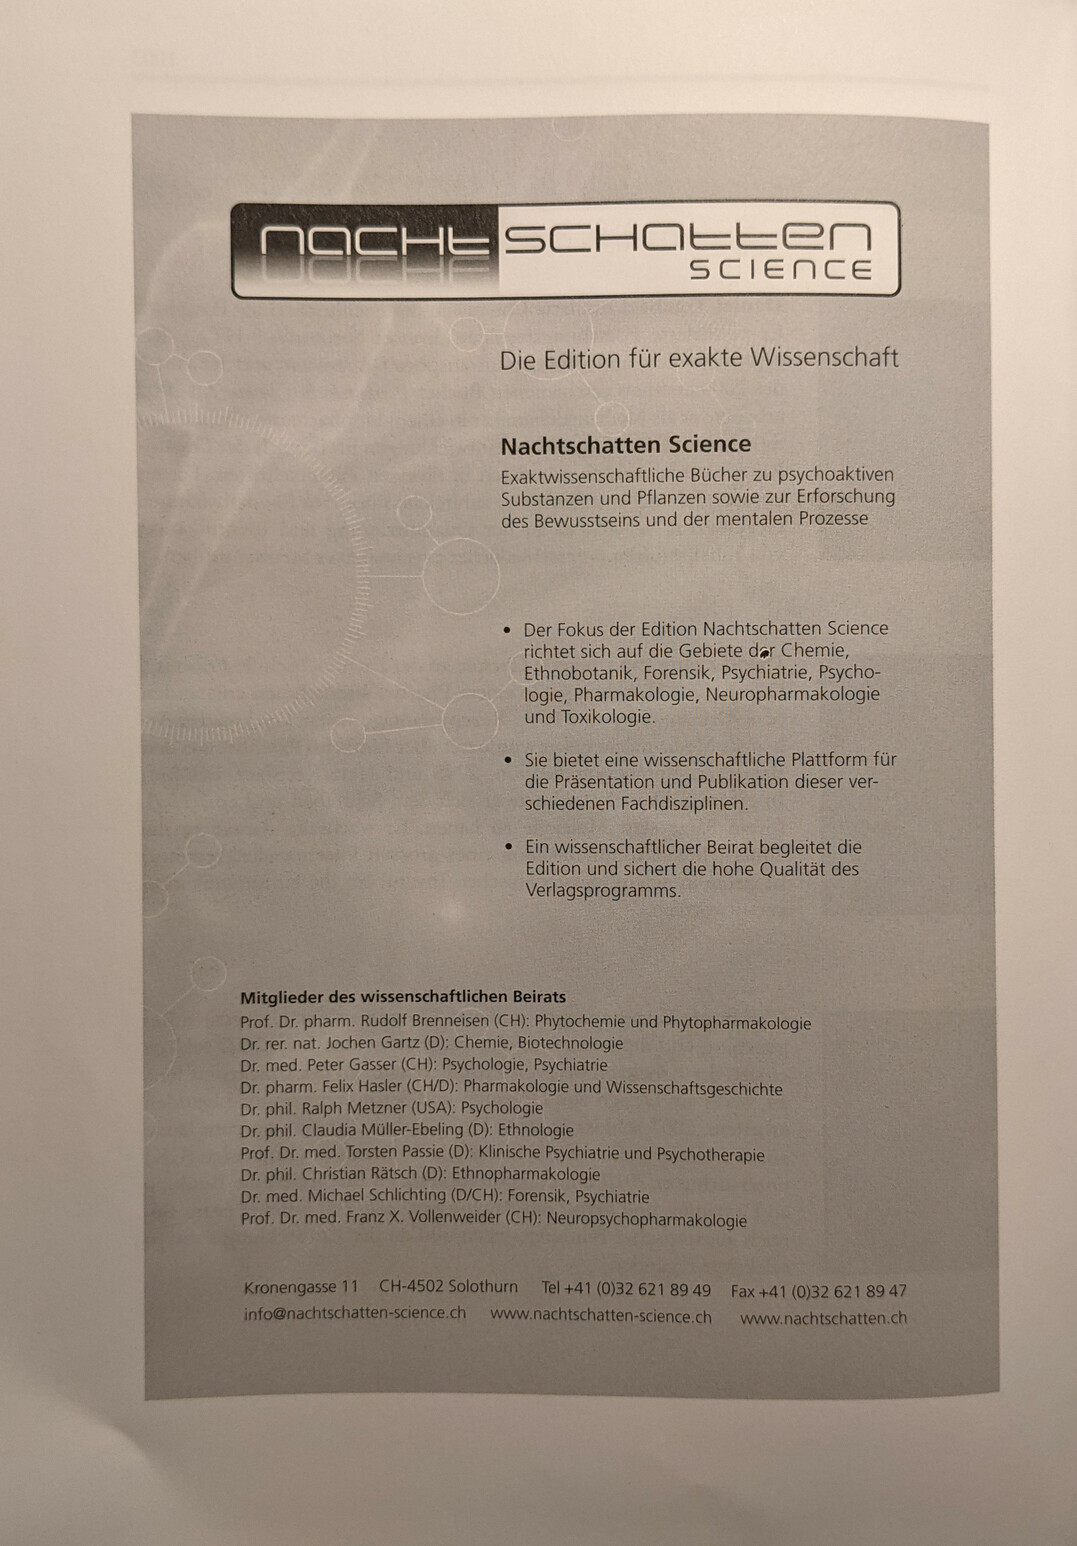 nachtschatten
science
Die Edition für exakte Wissenschaft
Nachtschatten Science
Exaktwissenschaftliche Bücher zu psychoaktiven
Substanzen und Pflanzen sowie zur Erforschung
des Bewusstseins und der mentalen Prozesse
• Der Fokus der Edition Nachtschatten Science
richtet sich auf die Gebiete der Chemie,
Ethnobotanik, Forensik, Psychiatrie, Psycho-
logie, Pharmakologie, Neuropharmakologie
und Toxikologie.
• Sie bietet eine wissenschaftliche Plattform für
die Präsentation und Publikation dieser ver-
schiedenen Fachdisziplinen.
• Ein wissenschaftlicher Beirat begleitet die
Edition und sichert die hohe Qualität des
Verlagsprogramms.
Mitglieder des wissenschaftlichen Beirats
Prof. Dr. pharm. Rudolf Brenneisen (CH): Phytochemie und Phytopharmakologie
Dr. rer. nat. Jochen Gartz (D): Chemie, Biotechnologie
Dr. med. Peter Gasser (CH): Psychologie, Psychiatrie
Dr. pharm. Felix Hasler (CH/D): Pharmakologie und Wissenschaftsgeschichte
Dr. phil. Ralph Metzner (USA): Psychologie
Dr. phil. Claudia Müller-Ebeling (D): Ethnologie
Prof. Dr. med. Torsten Passie (D): Klinische Psychiatrie und Psychotherapie
Dr. phil. Christian Rätsch (D): Ethnopharmakologie
Dr. med. Michael Schlichting (D/CH): Forensik, Psychiatrie
Prof. Dr. med. Franz X. Vollenweider (CH): Neuropsychopharmakologie
Kronengasse 11 CH-4502 Solothurn Tel +41 (0)32 621 89 49 Fax +41 (0)32 621 89 47
info@nachtschatten-science.ch www.nachtschatten-science.ch www.nachtschatten.ch